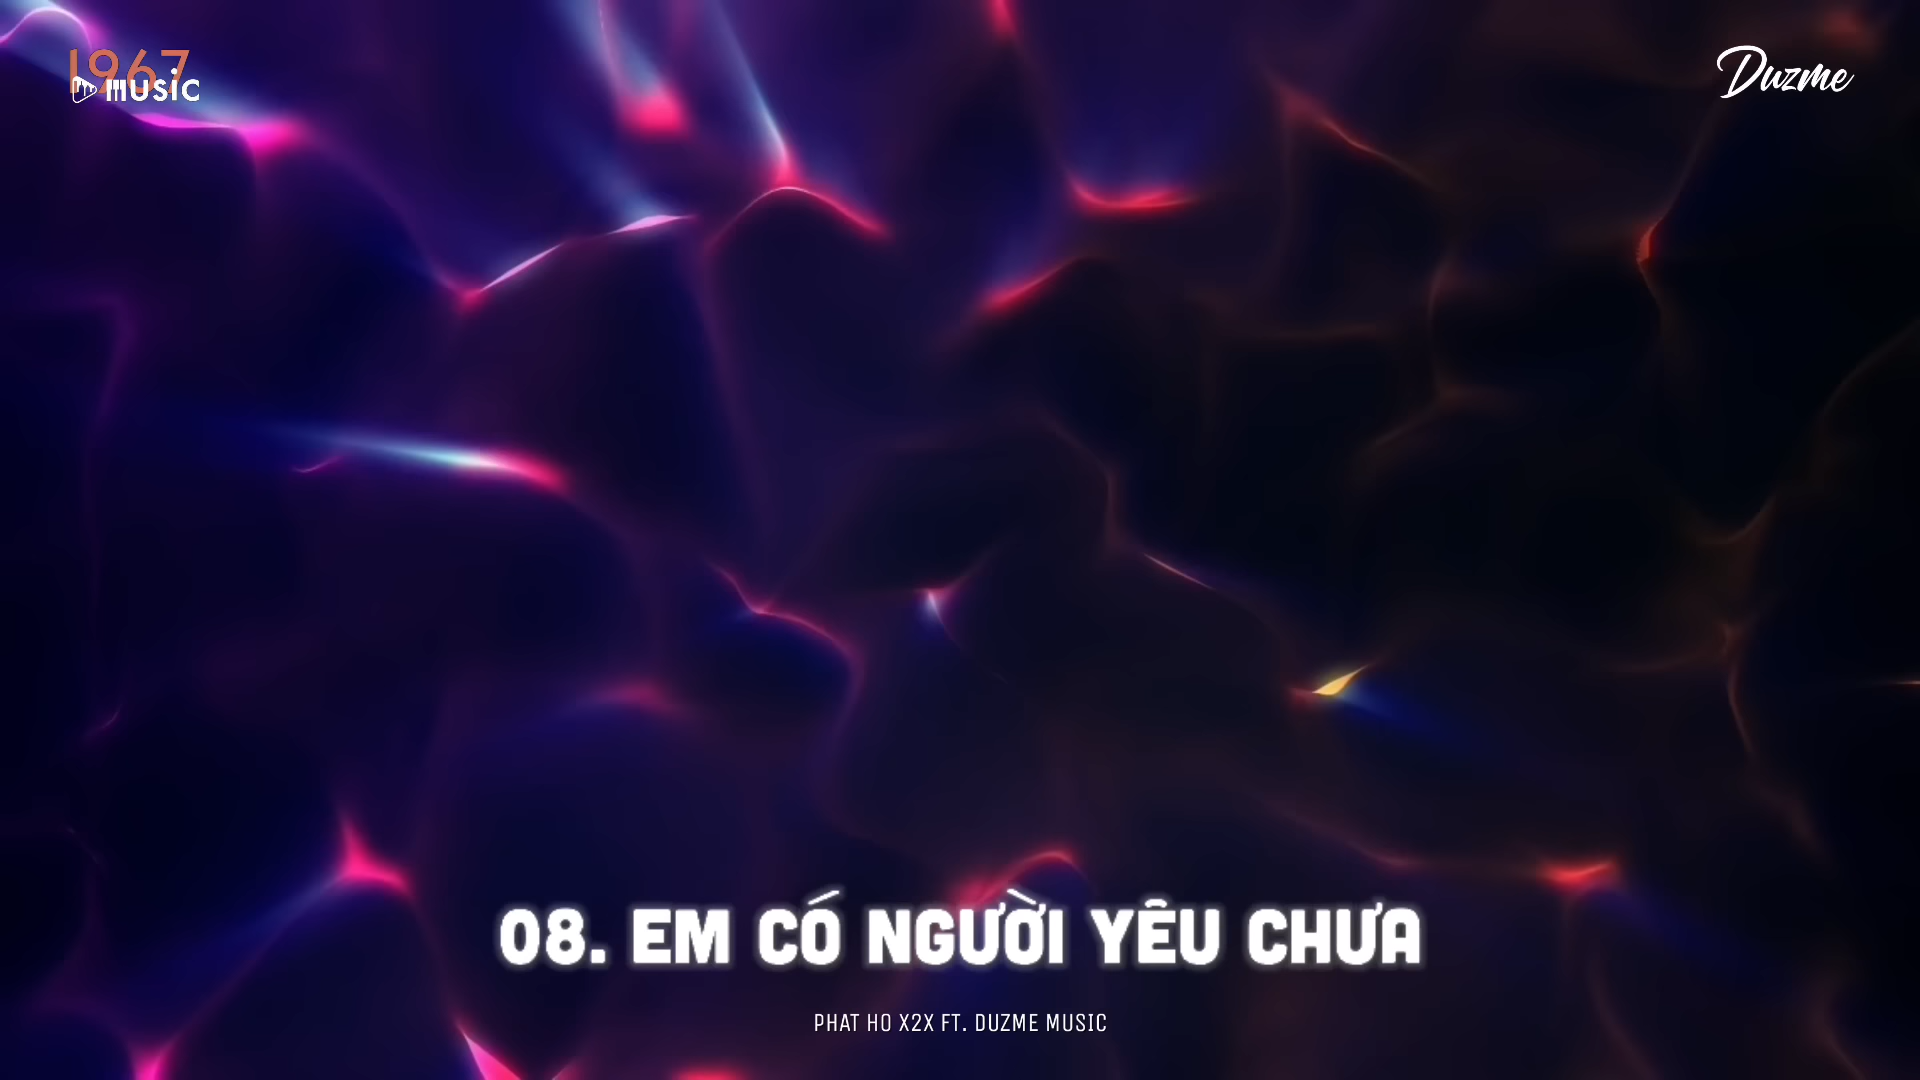 1967
music
Duzme
08. EM CÓ NGƯỜI YÊU CHƯA
PHAT HO X2X FT. DUZME MUSIC